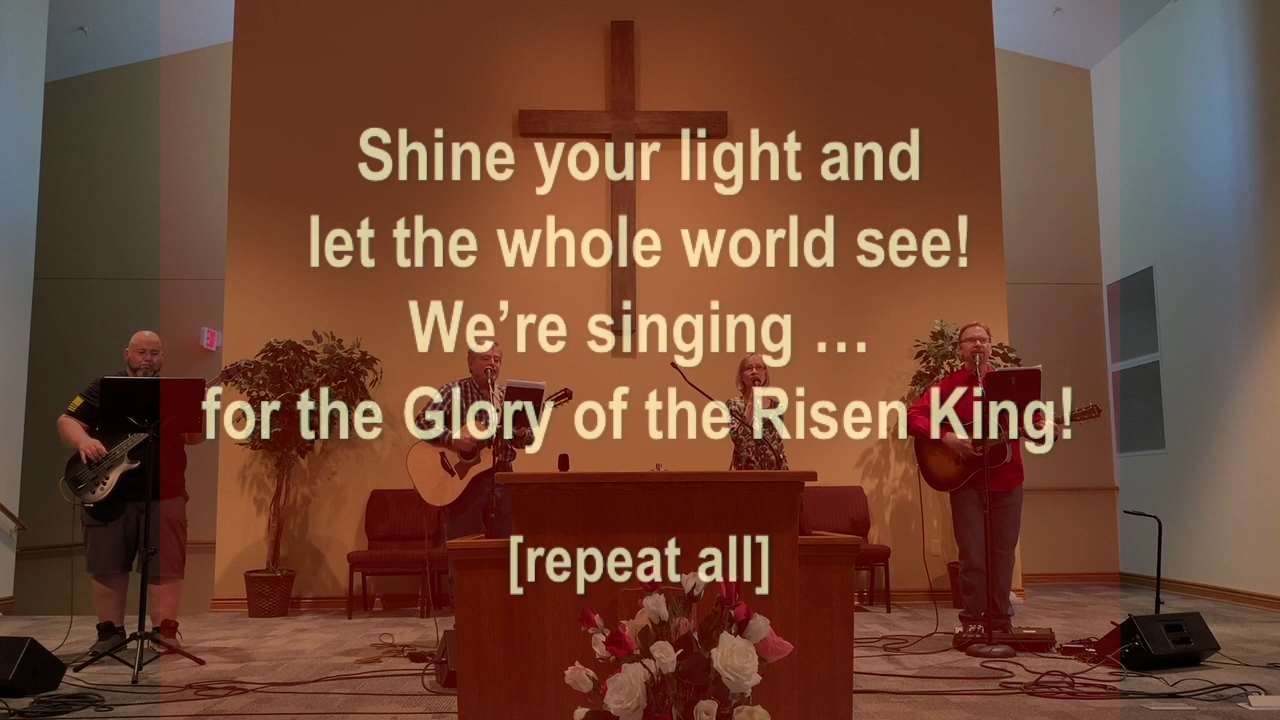 Shine your light and
let the whole world see!
We’re singing …
for the Glory of the Risen King!
[repeat all]